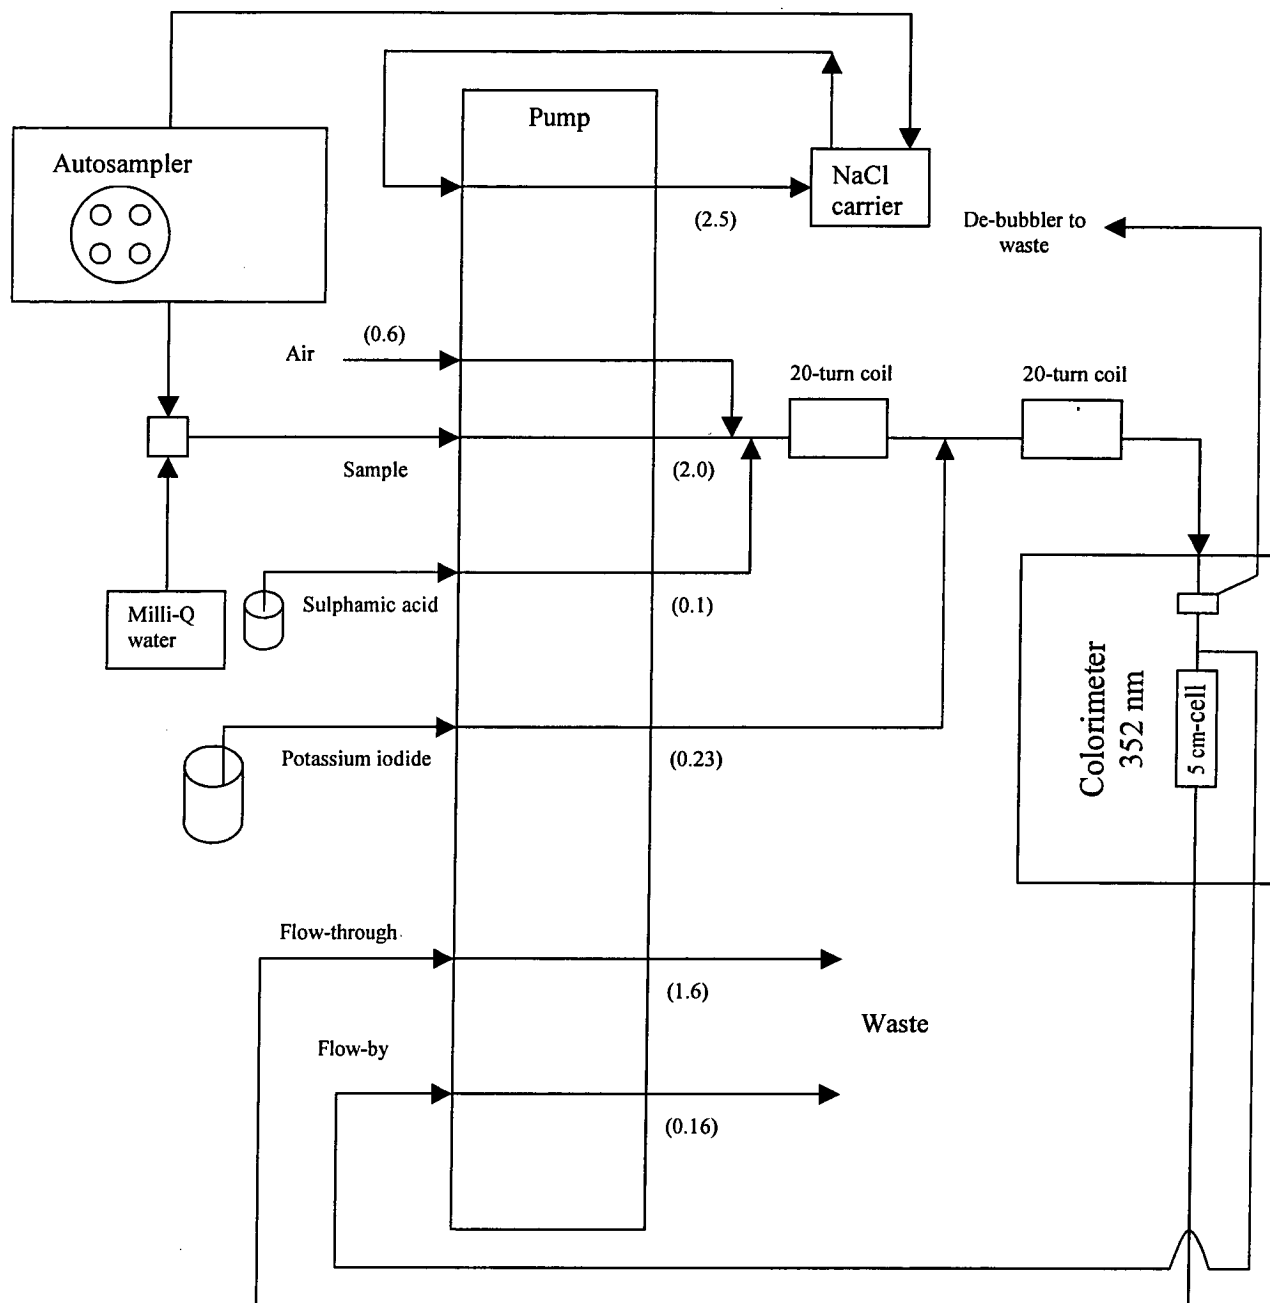 Pump
Autosampler
NaCl
carrier
(2.5)
De-bubbler to
waste
(0.6)
Air
20-turn coil
20-turn coil
Sample
(2.0)
Sulphamic acid
(0.1)
Milli-Q
water
Colorimeter
352 nm
5 cm-cell
Potassium iodide
(0.23)
Flow-through
(1.6)
Waste
Flow-by
(0.16)